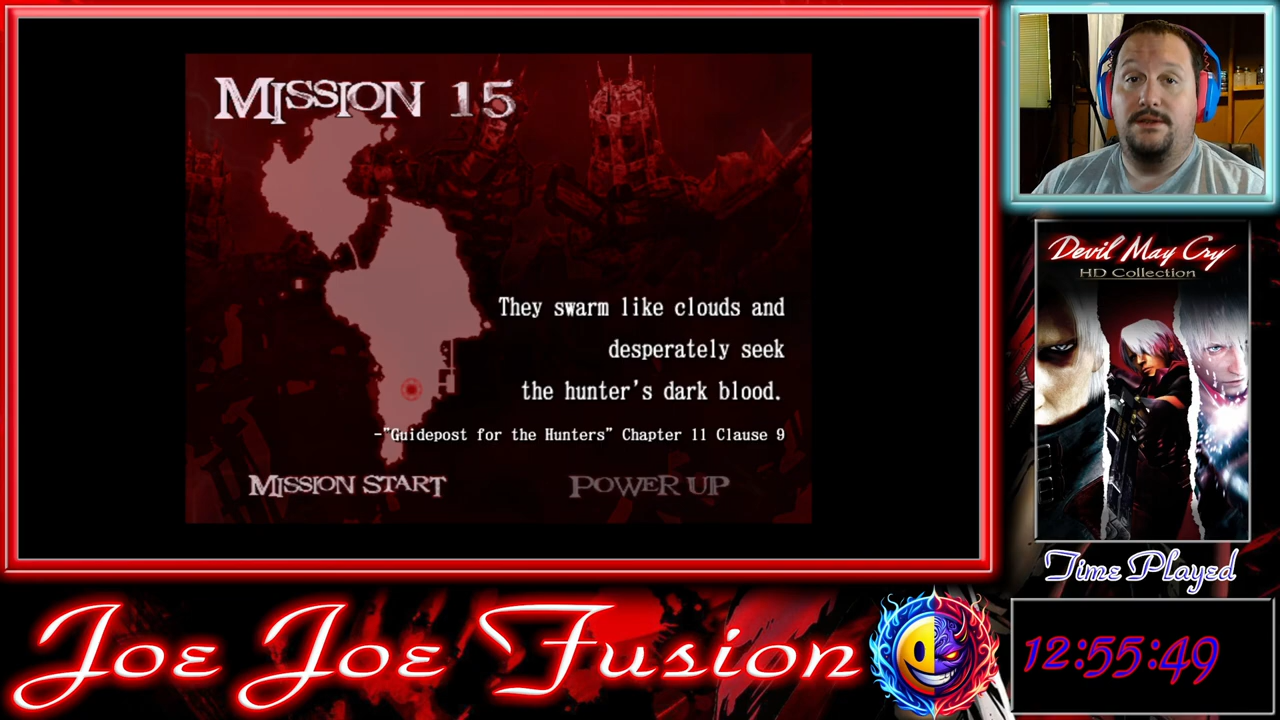 MISSION 15
They swarm like clouds and
desperately seek
the hunter's dark blood.
-"Guidepost for the Hunters" Chapter 11 Clause 9
MISSION START
POWER UP
Devil May Cry
HD Collection
Time Played
Joe Joe Fusion
12:55:49